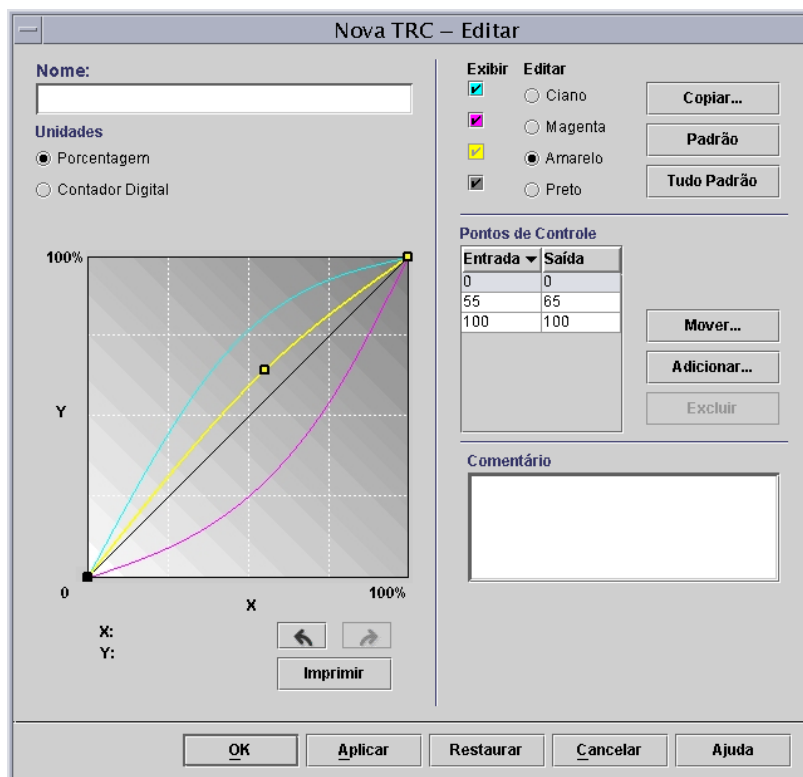 Nova TRC – Editar
Nome:
Unidades
Porcentagem
Contador Digital
100%
Y
0
100%
X
X:
Y:
Imprimir
Exibir Editar
Ciano
Magenta
Amarelo
Preto
Copiar...
Padrão
Tudo Padrão
Pontos de Controle
Entrada Saída
0 0
55 65
100 100
Mover...
Adicionar...
Excluir
Comentário
OK Aplicar Restaurar Cancelar Ajuda